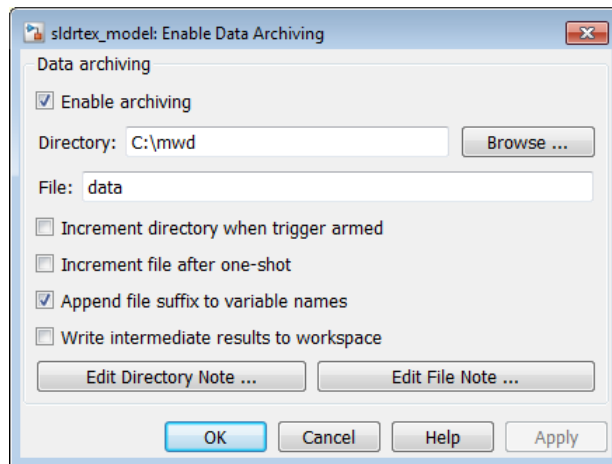 sldrtex_model: Enable Data Archiving
Data archiving
Enable archiving
Directory: C:\mwd Browse ...
File: data
Increment directory when trigger armed
Increment file after one-shot
Append file suffix to variable names
Write intermediate results to workspace
Edit Directory Note ... Edit File Note ...
OK Cancel Help Apply